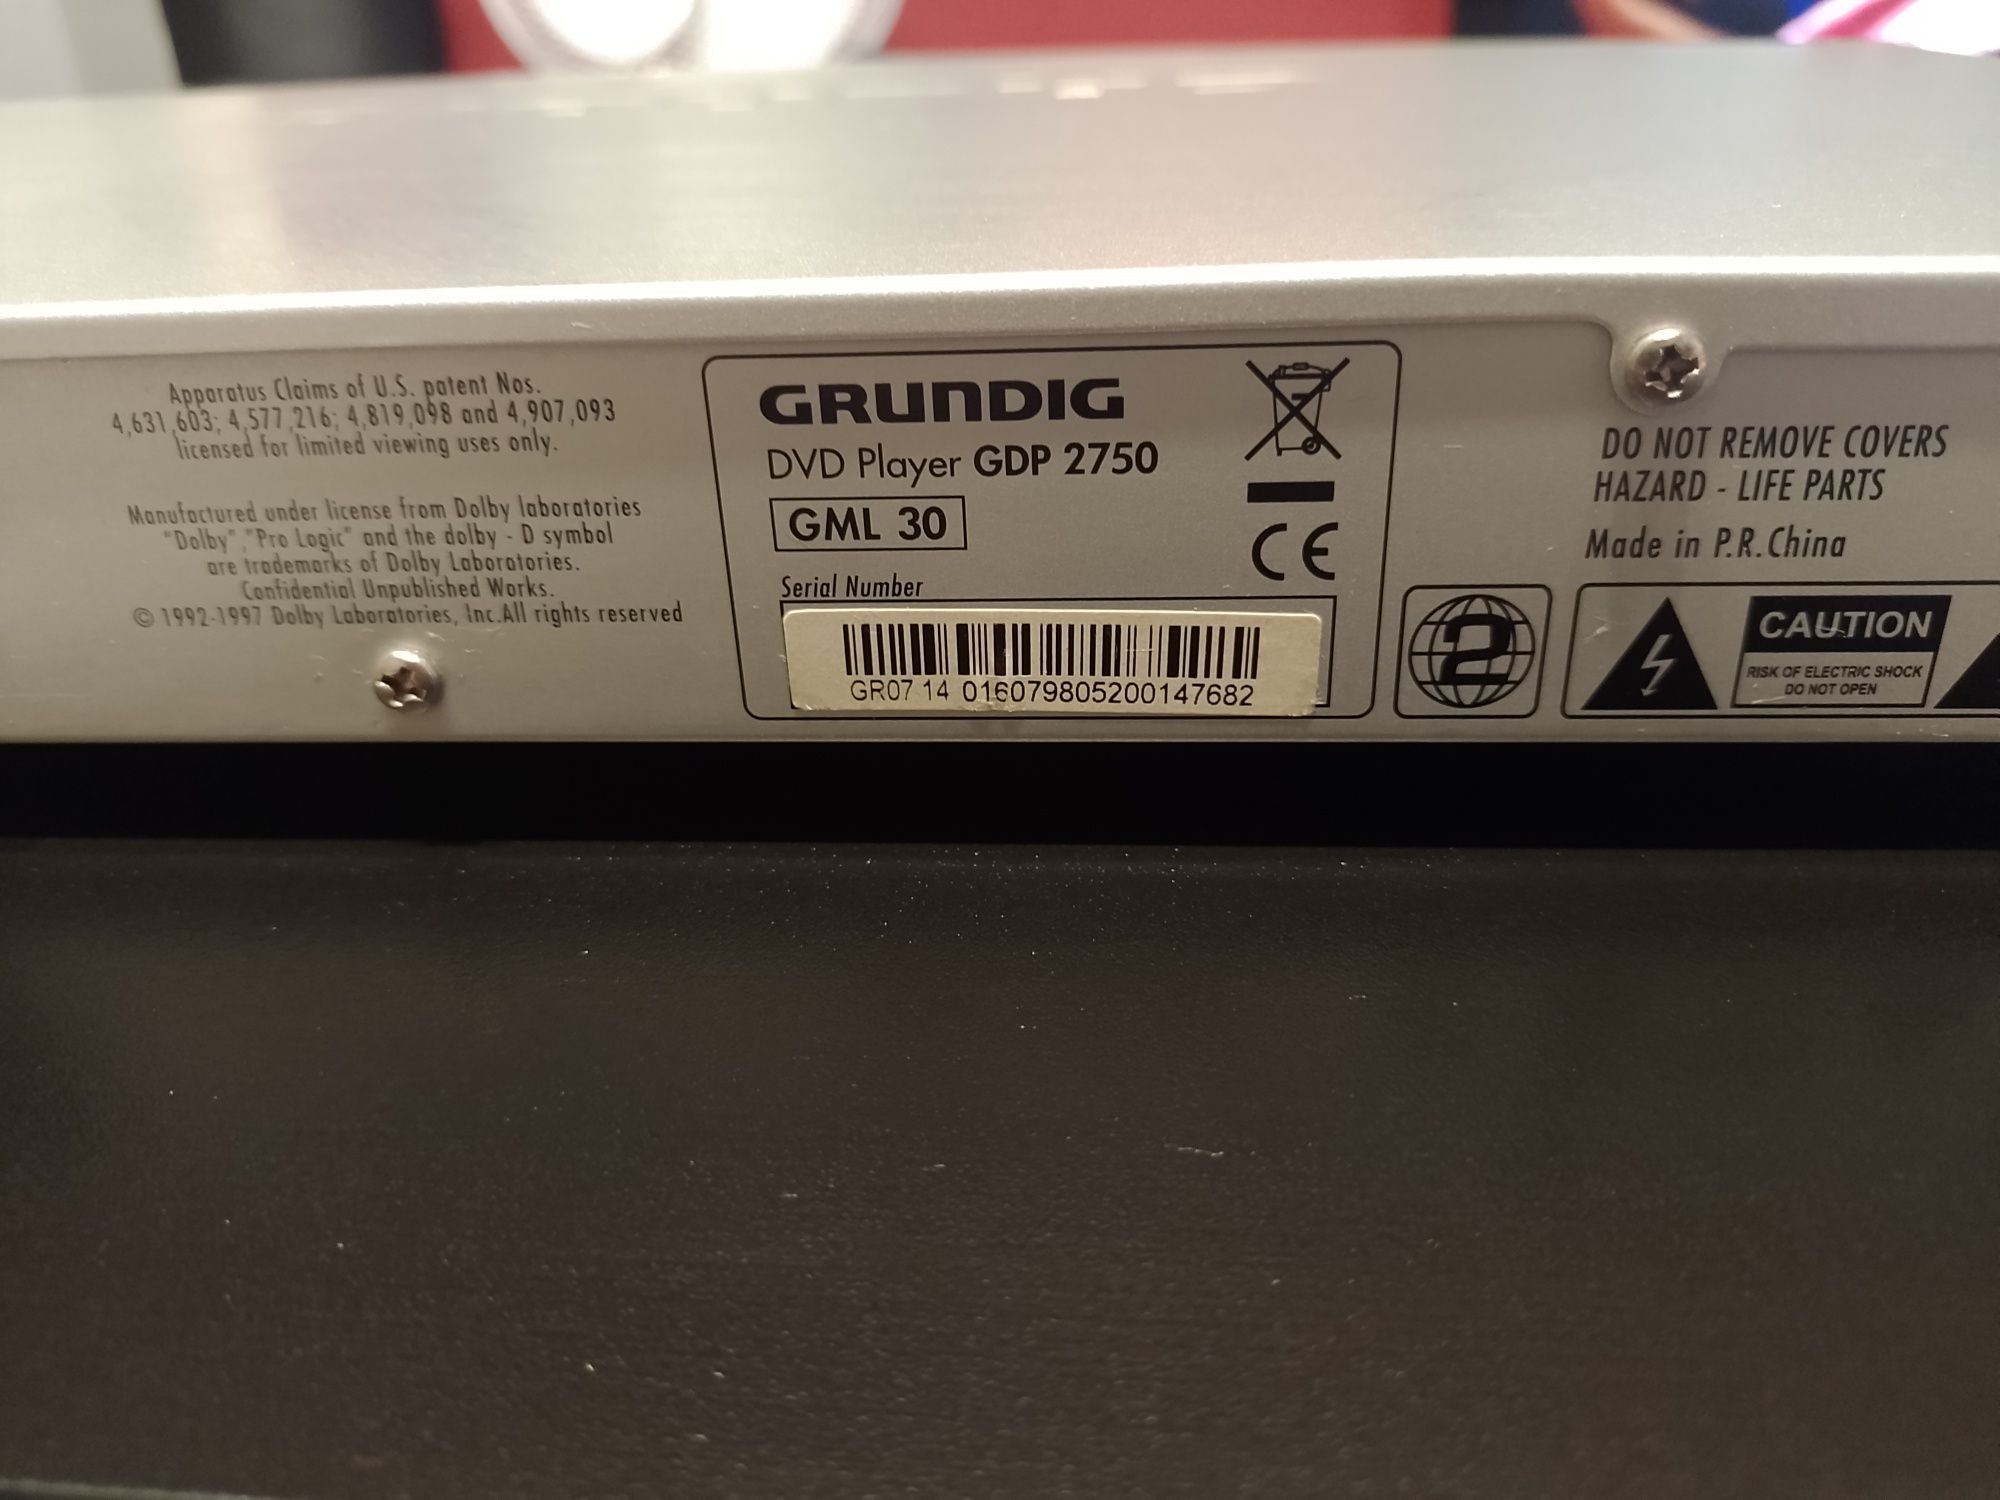 Apparatus Claims of U.S. patent Nos.
4,631,603; 4,577,216; 4,819,098 and 4,907,093
licensed for limited viewing uses only.
Manufactured under license from Dolby laboratories
"Dolby","Pro Logic" and the dolby - D symbol
are trademarks of Dolby Laboratories.
Confidential Unpublished Works.
© 1992-1997 Dolby Laboratories, Inc.All rights reserved
GRUNDIG
DVD Player GDP 2750
GML 30
CE
Serial Number
GR07 14 016079805200147682
2
DO NOT REMOVE COVERS
HAZARD - LIFE PARTS
Made in P.R.China
CAUTION
RISK OF ELECTRIC SHOCK
DO NOT OPEN